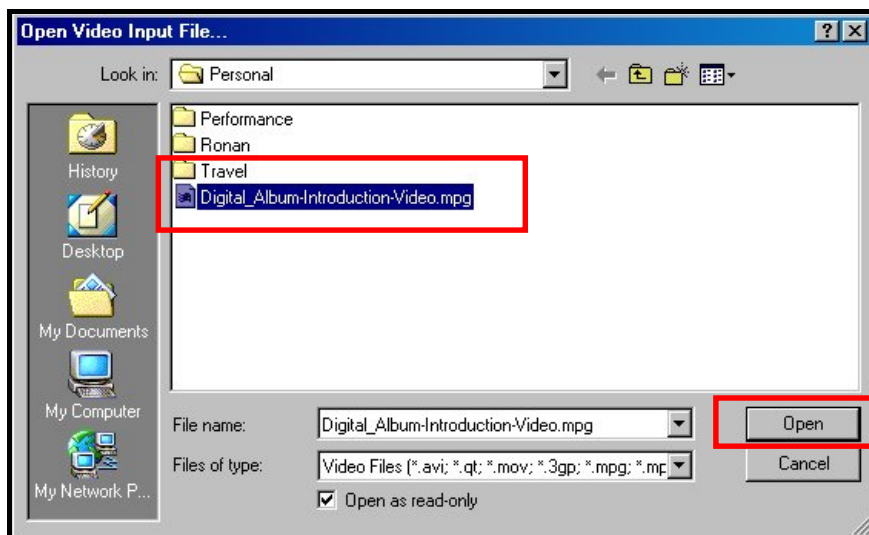 Open Video Input File...
Look in: Personal
Performance
Ronan
Travel
Digital_Album-Introduction-Video.mpg
History
Desktop
My Documents
My Computer
My Network P...
File name: Digital_Album-Introduction-Video.mpg Open
Files of type: Video Files (*.avi; *.qt; *.mov; *.3gp; *.mpg; *.mp Cancel
Open as read-only